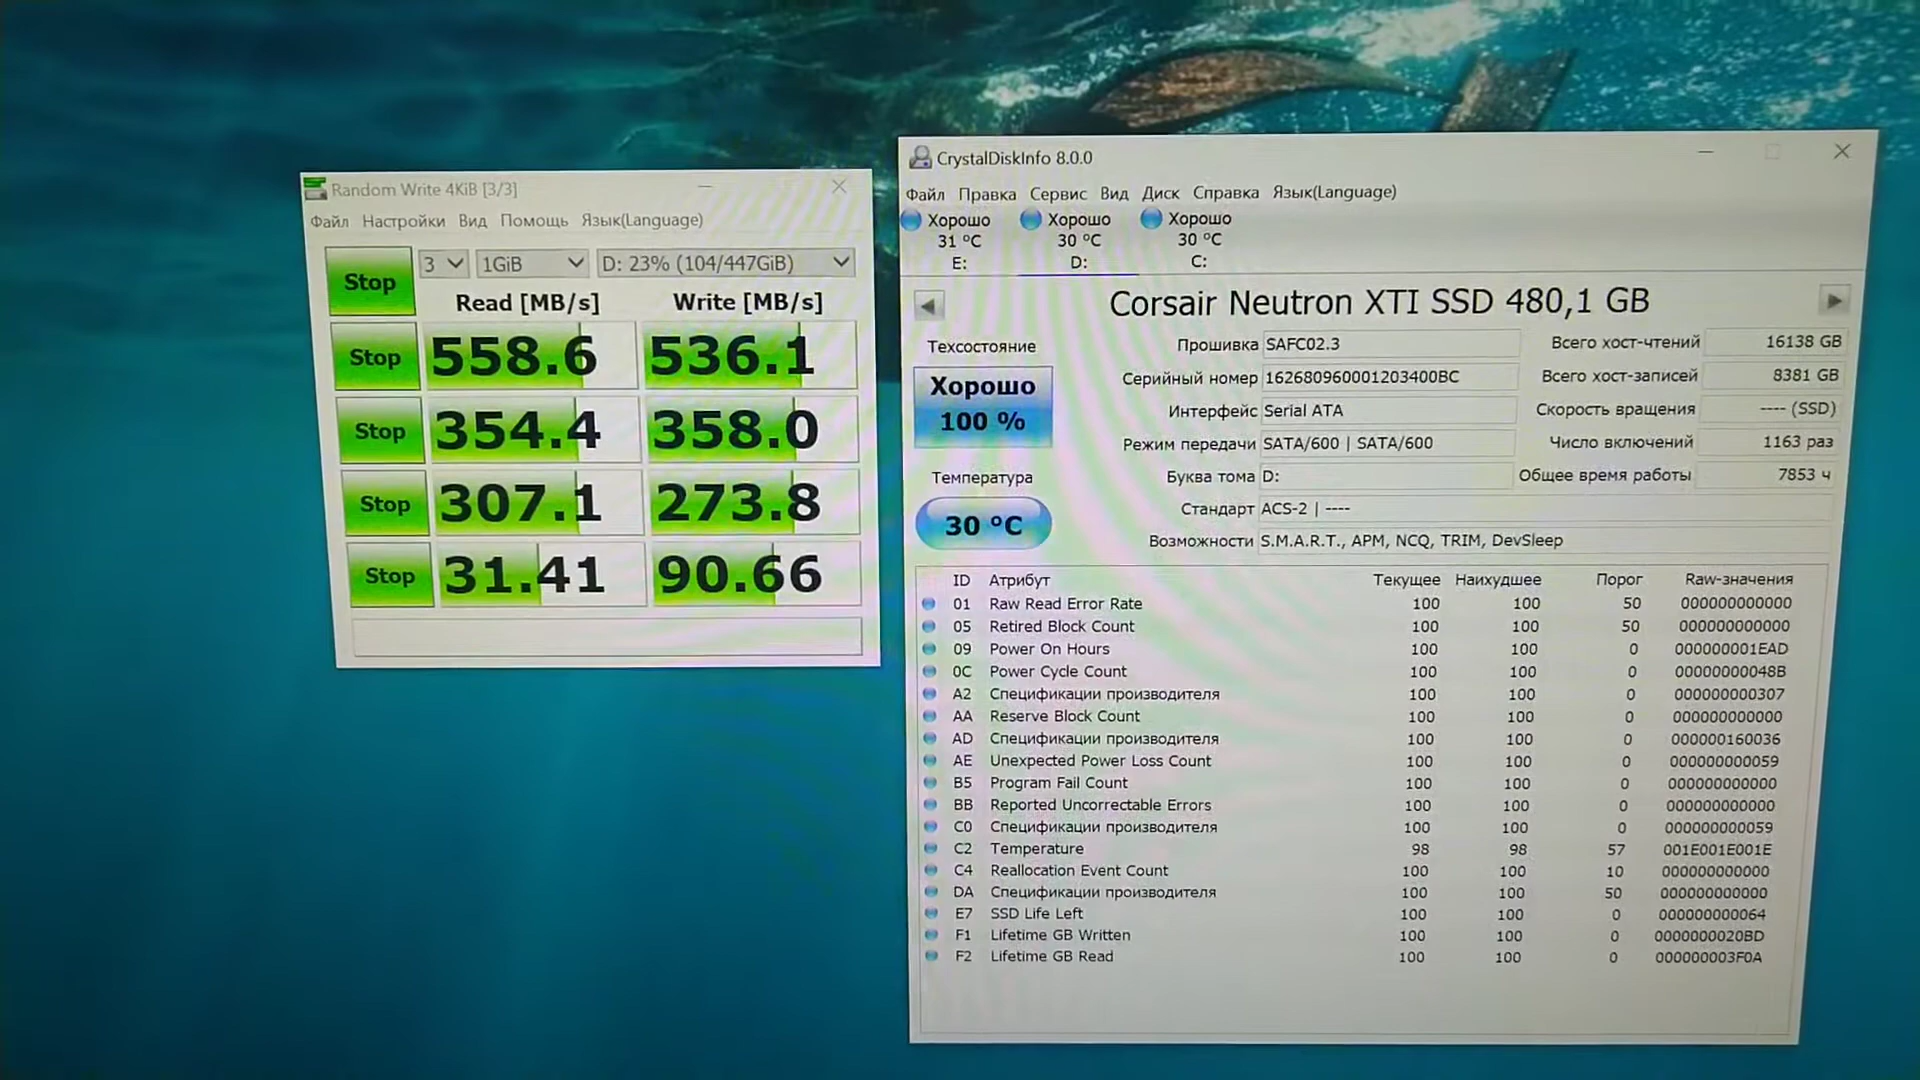 Random Write 4KiB [3/3]
Файл Настройки Вид Помощь Язык(Language)
Stop 3 1GiB D: 23% (104/447GiB)
Read [MB/s] Write [MB/s]
Stop 558.6 536.1
Stop 354.4 358.0
Stop 307.1 273.8
Stop 31.41 90.66
CrystalDiskInfo 8.0.0
Файл Правка Сервис Вид Диск Справка Язык(Language)
Хорошо Хорошо Хорошо
31 °C 30 °C 30 °C
E: D: C:
Corsair Neutron XTI SSD 480,1 GB
Техсостояние
Хорошо
100 %
Температура
30 °C
Прошивка SAFC02.3
Серийный номер 162680960001203400BC
Интерфейс Serial ATA
Режим передачи SATA/600 | SATA/600
Буква тома D:
Стандарт ACS-2 | ----
Возможности S.M.A.R.T., APM, NCQ, TRIM, DevSleep
Всего хост-чтений 16138 GB
Всего хост-записей 8381 GB
Скорость вращения ---- (SSD)
Число включений 1163 раз
Общее время работы 7853 ч
ID Атрибут Текущее Наихудшее Порог Raw-значения
01 Raw Read Error Rate 100 100 50 000000000000
05 Retired Block Count 100 100 50 000000000000
09 Power On Hours 100 100 0 000000001EAD
0C Power Cycle Count 100 100 0 00000000048B
A2 Спецификации производителя 100 100 0 000000000307
AA Reserve Block Count 100 100 0 000000000000
AD Спецификации производителя 100 100 0 000000160036
AE Unexpected Power Loss Count 100 100 0 000000000059
B5 Program Fail Count 100 100 0 000000000000
BB Reported Uncorrectable Errors 100 100 0 000000000000
C0 Спецификации производителя 100 100 0 000000000059
C2 Temperature 98 98 57 001E001E001E
C4 Reallocation Event Count 100 100 10 000000000000
DA Спецификации производителя 100 100 50 000000000000
E7 SSD Life Left 100 100 0 000000000064
F1 Lifetime GB Written 100 100 0 0000000020BD
F2 Lifetime GB Read 100 100 0 000000003F0A